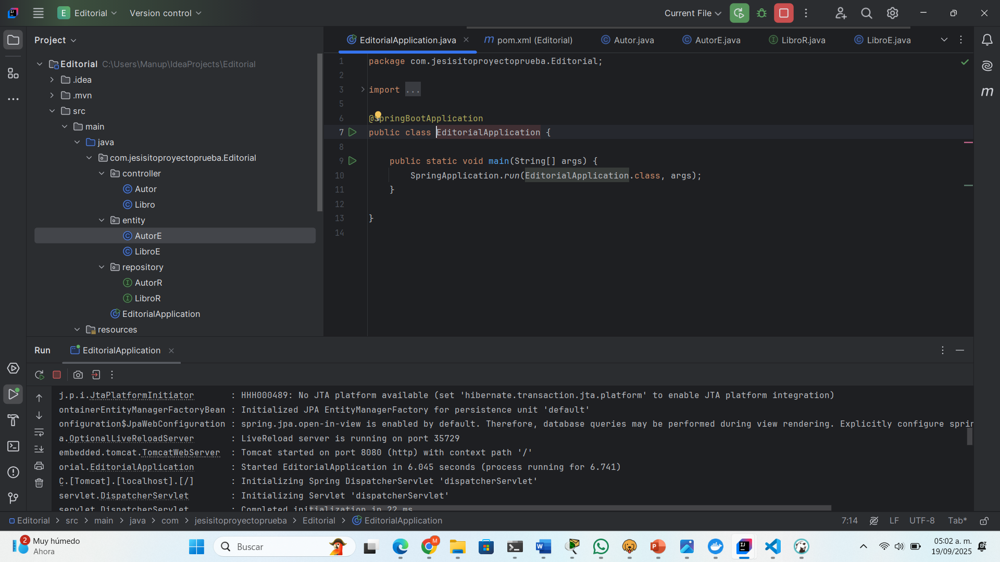 E Editorial Version control Current File
Project
EditorialApplication.java pom.xml (Editorial) Autor.java AutorE.java LibroR.java LibroE.java
Editorial C:\Users\Manup\IdeaProjects\Editorial
.idea
.mvn
src
main
java
com.jesisitoproyectoprueba.Editorial
controller
Autor
Libro
entity
AutorE
LibroE
repository
AutorR
LibroR
EditorialApplication
resources
1 package com.jesisitoproyectoprueba.Editorial;
2
3 import ...
5
6 @SpringBootApplication
7 public class EditorialApplication {
8
9 public static void main(String[] args) {
10 SpringApplication.run(EditorialApplication.class, args);
11 }
12
13 }
14
Run EditorialApplication
j.p.i.JtaPlatformInitiator : HHH000489: No JTA platform available (set 'hibernate.transaction.jta.platform' to enable JTA platform integration)
ontainerEntityManagerFactoryBean : Initialized JPA EntityManagerFactory for persistence unit 'default'
onfiguration$JpaWebConfiguration : spring.jpa.open-in-view is enabled by default. Therefore, database queries may be performed during view rendering. Explicitly configure sprin
a.OptionalLiveReloadServer : LiveReload server is running on port 35729
embedded.tomcat.TomcatWebServer : Tomcat started on port 8080 (http) with context path '/'
orial.EditorialApplication : Started EditorialApplication in 6.045 seconds (process running for 6.741)
C.[Tomcat].[localhost].[/] : Initializing Spring DispatcherServlet 'dispatcherServlet'
servlet.DispatcherServlet : Initializing Servlet 'dispatcherServlet'
servlet.DispatcherServlet : Completed initialization in 22 ms
Editorial > src > main > java > com > jesisitoproyectoprueba > Editorial > EditorialApplication 7:14 LF UTF-8 Tab*
2 Muy húmedo
Ahora
Buscar
05:02 a. m.
19/09/2025